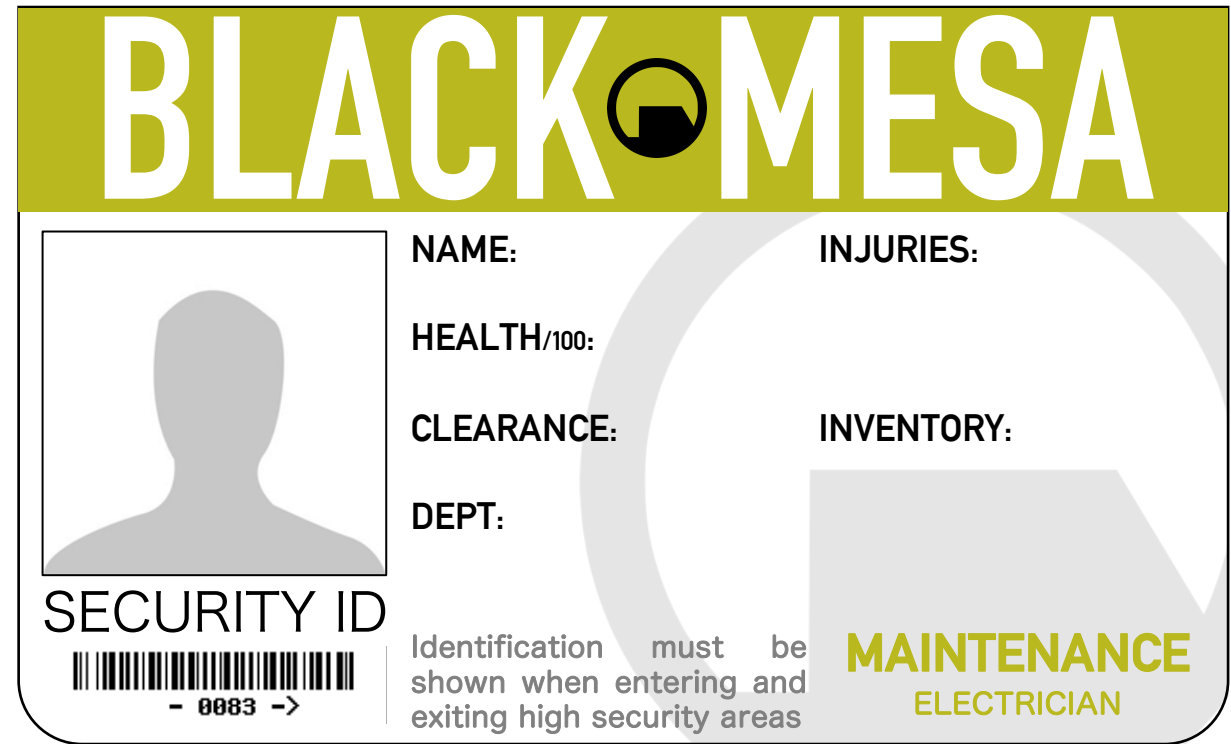 BLACK MESA
NAME:
INJURIES:
HEALTH/100:
CLEARANCE:
INVENTORY:
DEPT:
SECURITY ID
- 0083 ->
Identification must be
shown when entering and
exiting high security areas
MAINTENANCE
ELECTRICIAN